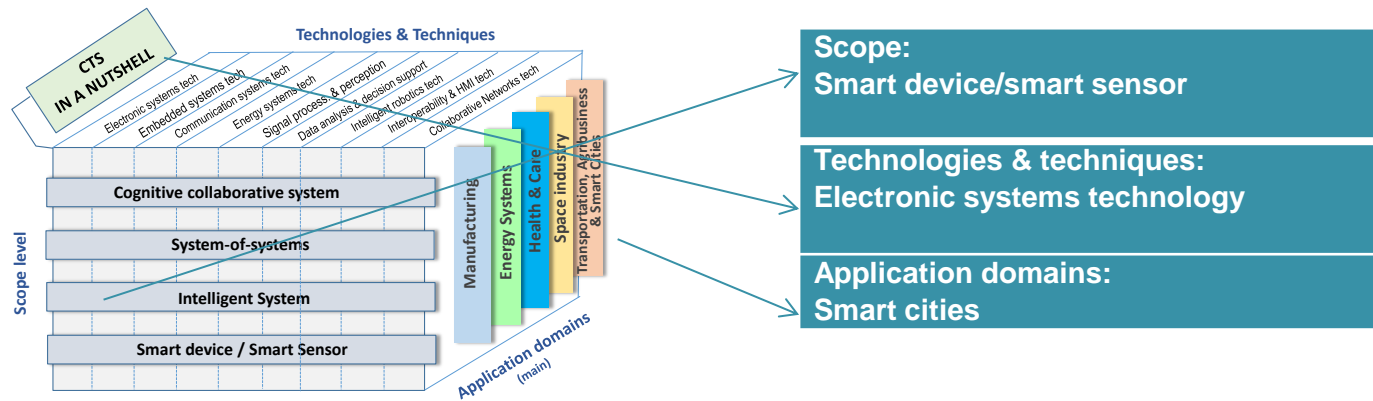 CTS
IN A NUTSHELL
Technologies & Techniques
Electronic systems tech
Embedded systems tech
Communication systems tech
Energy systems tech
Signal process, & perception
Data analysis & decision support
Intelligent robotics tech
Interoperability & HMI tech
Collaborative Networks tech
Scope level
Cognitive collaborative system
System-of-systems
Intelligent System
Smart device / Smart Sensor
Manufacturing
Energy Systems
Health & Care
Space industry
Transportation, Agribusiness
& Smart Cities
Application domains
(main)
Scope:
Smart device/smart sensor
Technologies & techniques:
Electronic systems technology
Application domains:
Smart cities